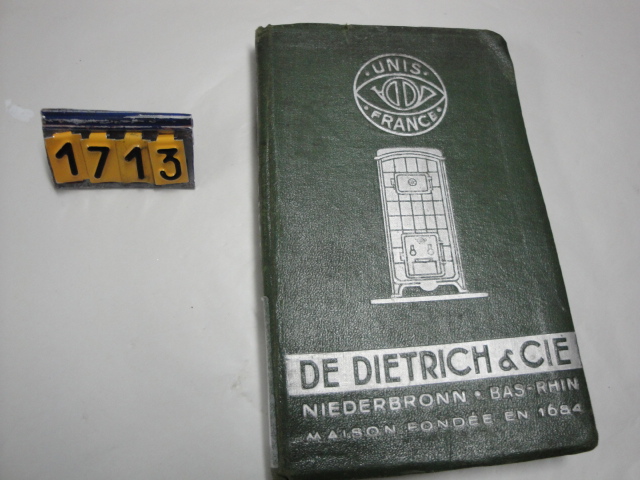 1713
UNIS
FRANCE
DE DIETRICH & CIE
NIEDERBRONN • BAS-RHIN
MAISON FONDÉE EN 1684